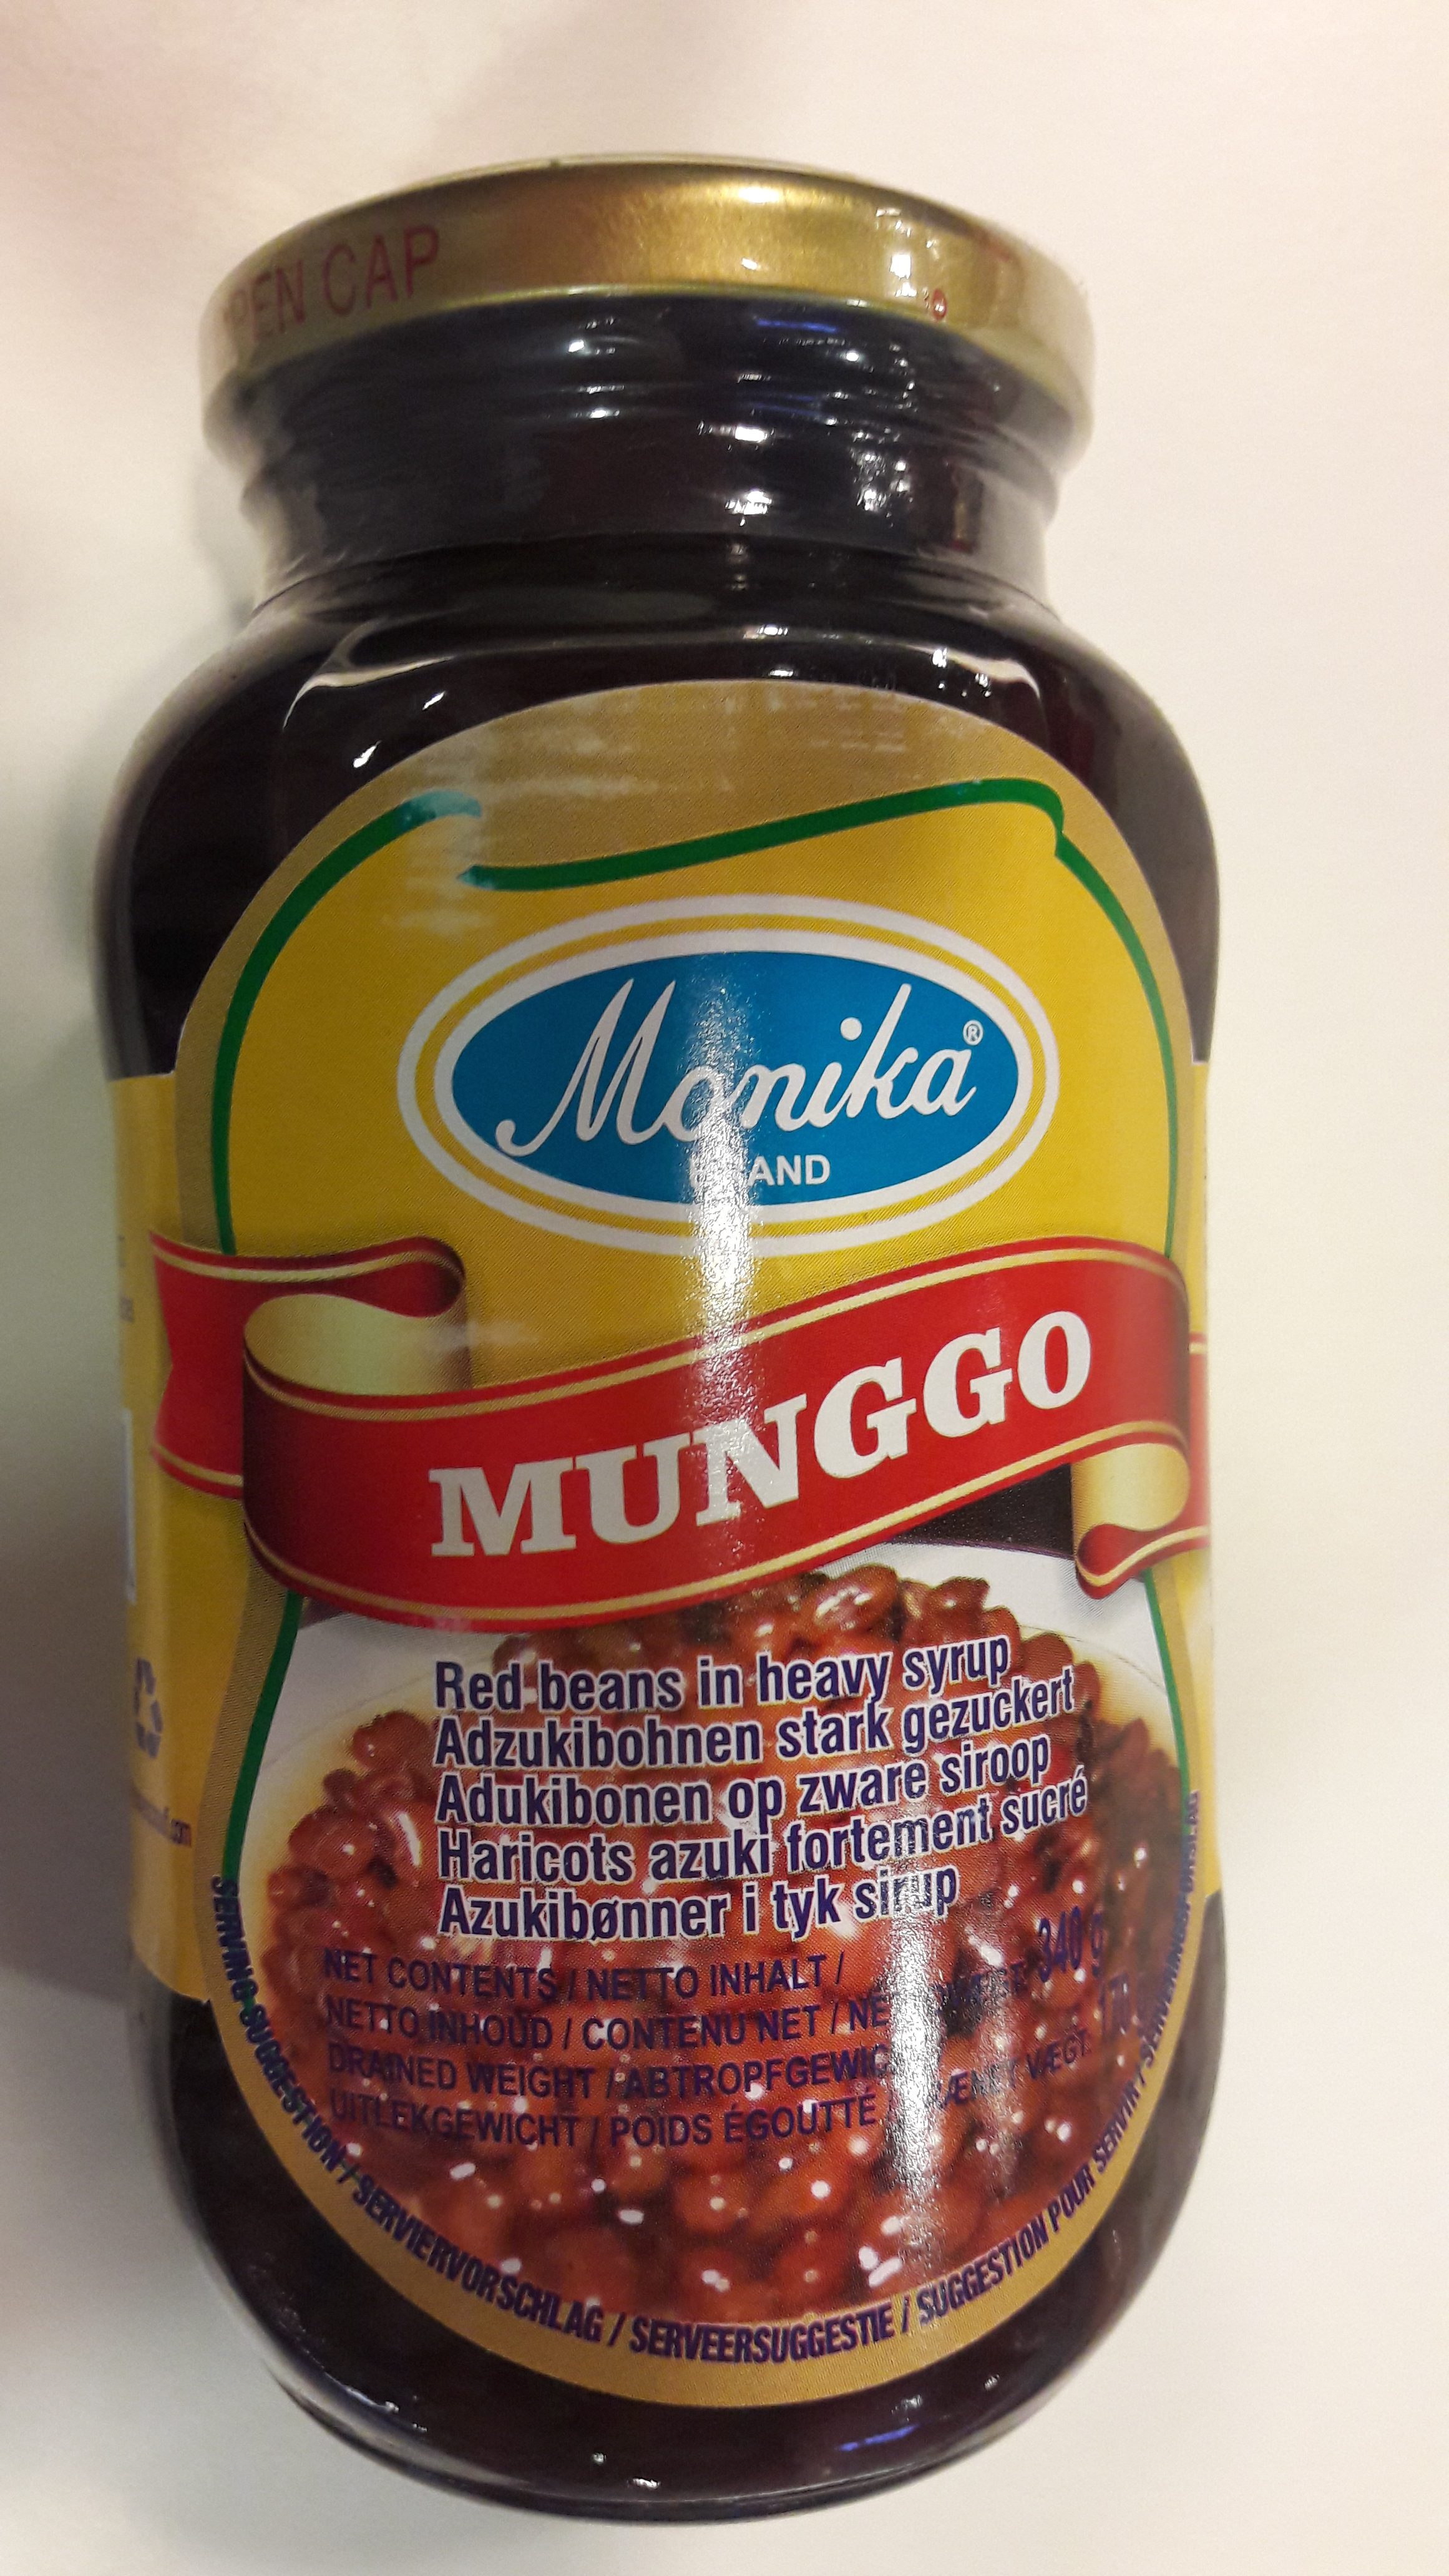 PEN CAP
Monika®
BRAND
MUNGGO
Red beans in heavy syrup
Adzukibohnen stark gezuckert
Adukibonen op zware siroop
Haricots azuki fortement sucré
Azukibønner i tyk sirup
NET CONTENTS / NETTO INHALT /
NETTO INHOUD / CONTENU NET / 340 g
DRAINED WEIGHT /
UITLEKGEWICHT / POIDS ÉGOUTTÉ / VÆGT:
SERVING SUGGESTION / SERVIERVORSCHLAG / SERVEERSUGGESTIE / SUGGESTION POUR SERVIR /